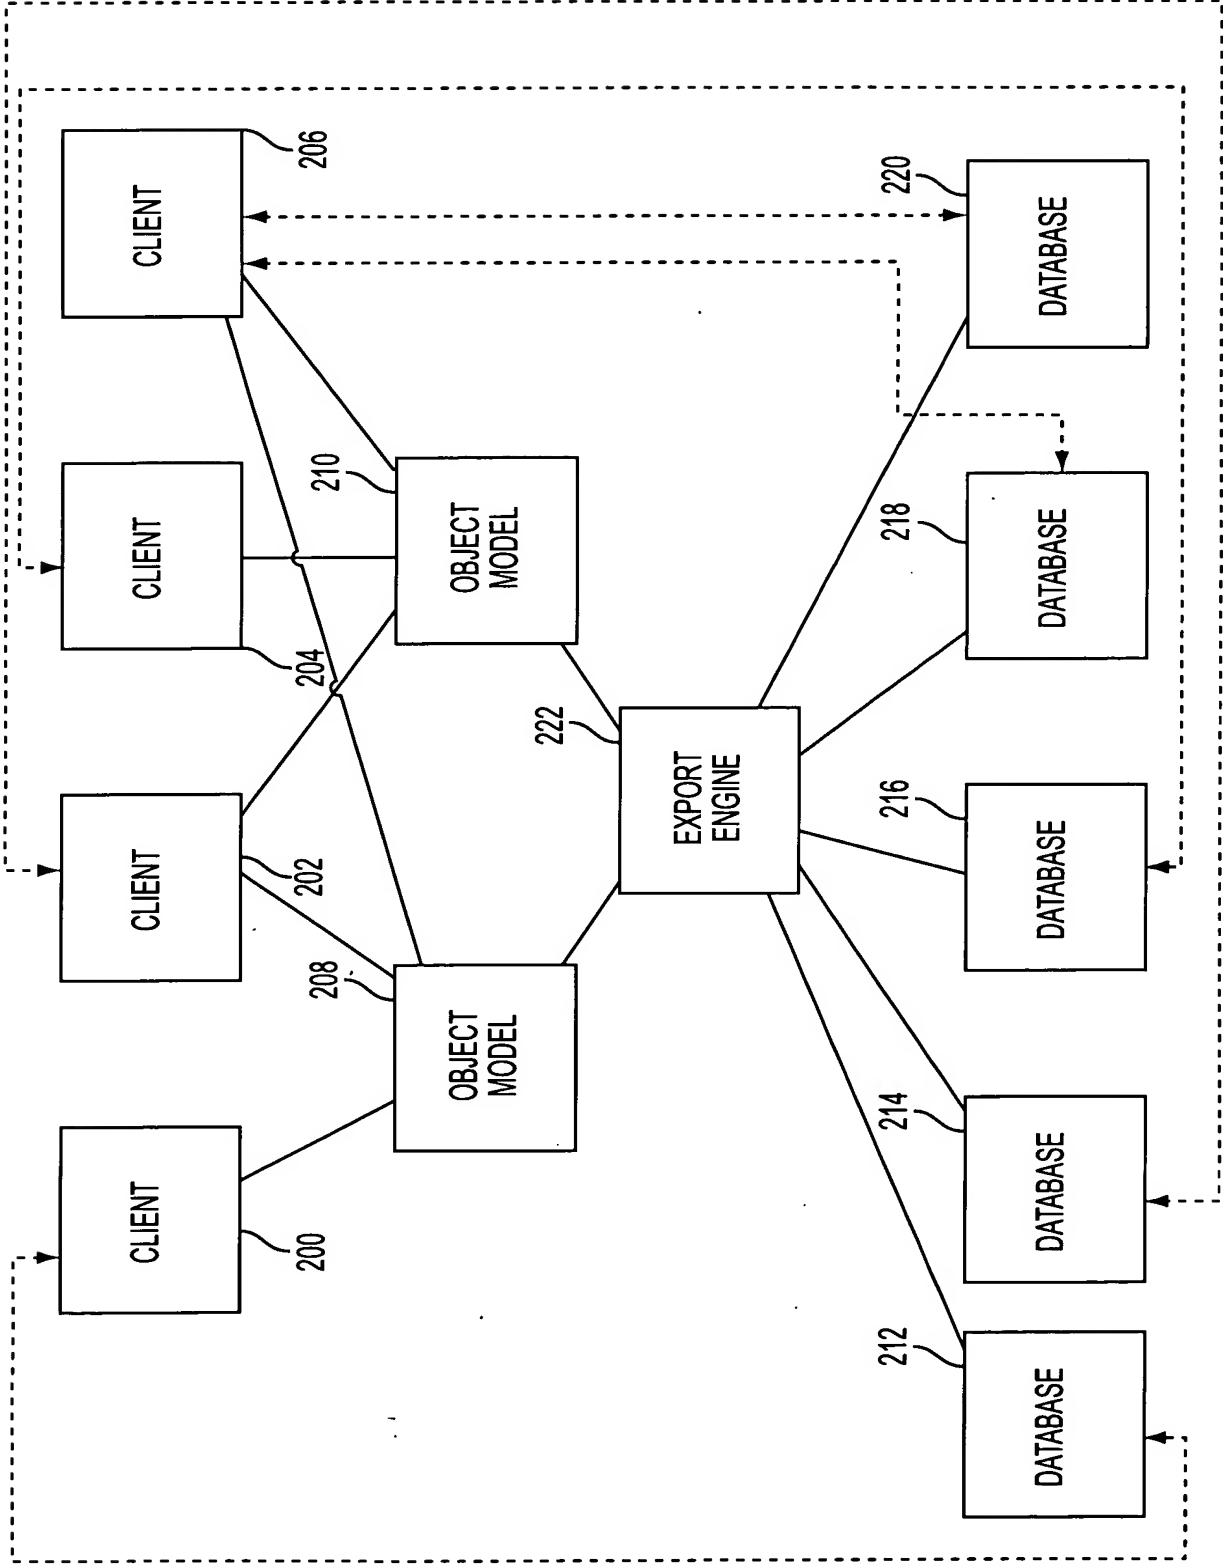 CLIENT
200
CLIENT
202
CLIENT
204
CLIENT
206
OBJECT
MODEL
208
OBJECT
MODEL
210
EXPORT
ENGINE
222
DATABASE
212
DATABASE
214
DATABASE
216
DATABASE
218
DATABASE
220